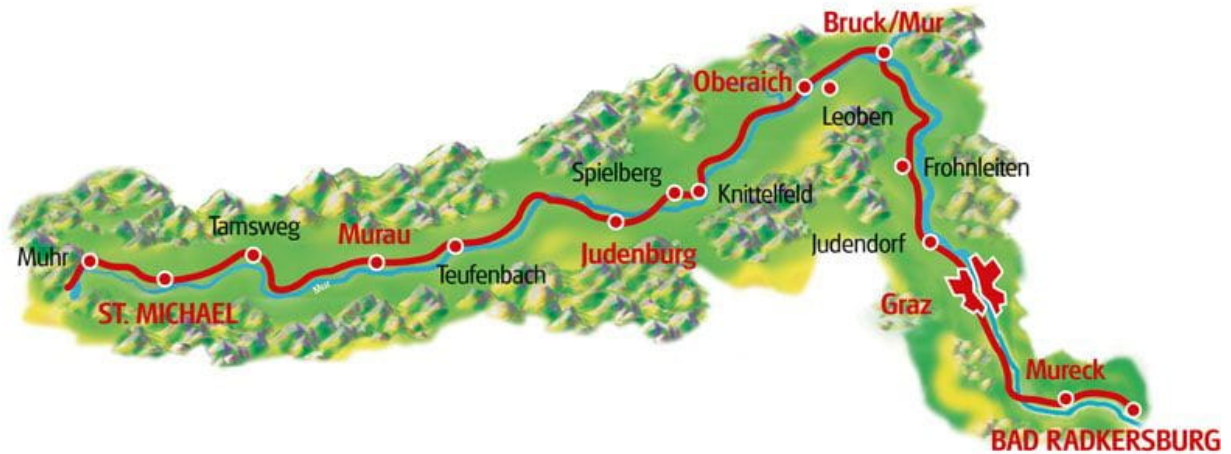 Bruck/Mur
Oberaich
Leoben
Spielberg
Frohnleiten
Knittelfeld
Tamsweg
Murau
Judendorf
Muhr
Judenburg
Teufenbach
Mur
ST. MICHAEL
Graz
Mureck
BAD RADKERSBURG